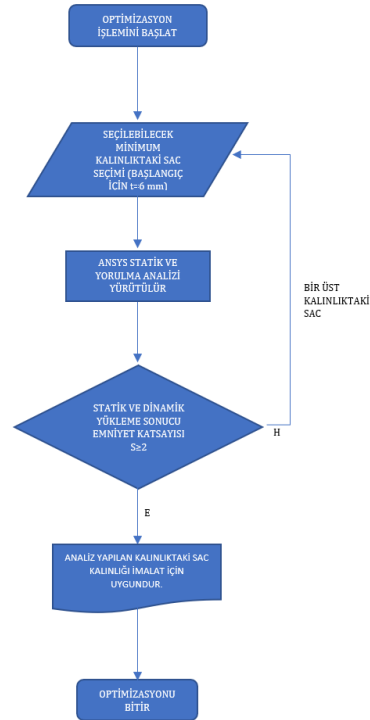 OPTİMİZASYON
İŞLEMİNİ BAŞLAT
SEÇİLEBİLECEK
MİNİMUM
KALINLIKTAKİ SAC
SEÇİMİ (BAŞLANGIÇ
İÇİN t=6 mm)
ANSYS STATİK VE
YORULMA ANALİZİ
YÜRÜTÜLÜR
BİR ÜST
KALINLIKTAKİ
SAC
STATİK VE DİNAMİK
YÜKLEME SONUCU
EMNİYET KATSAYISI
S≥2
H
E
ANALİZ YAPILAN KALINLIKTAKİ SAC
KALINLIĞI İMALAT İÇİN
UYGUNDUR.
OPTİMİZASYONU
BİTİR